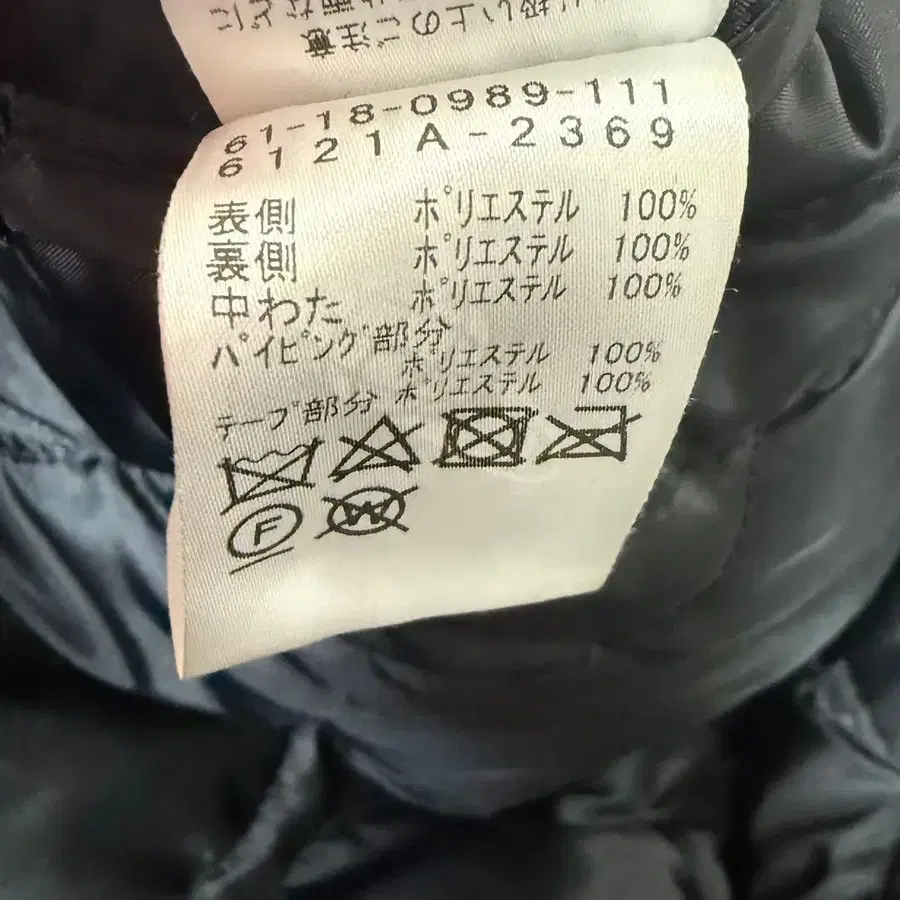 61-18-0989-111
6121A-2369
表側 ポリエステル 100%
裏側 ポリエステル 100%
中わた ポリエステル 100%
パイピング部分
ポリエステル 100%
テープ部分 ポリエステル 100%
F
W